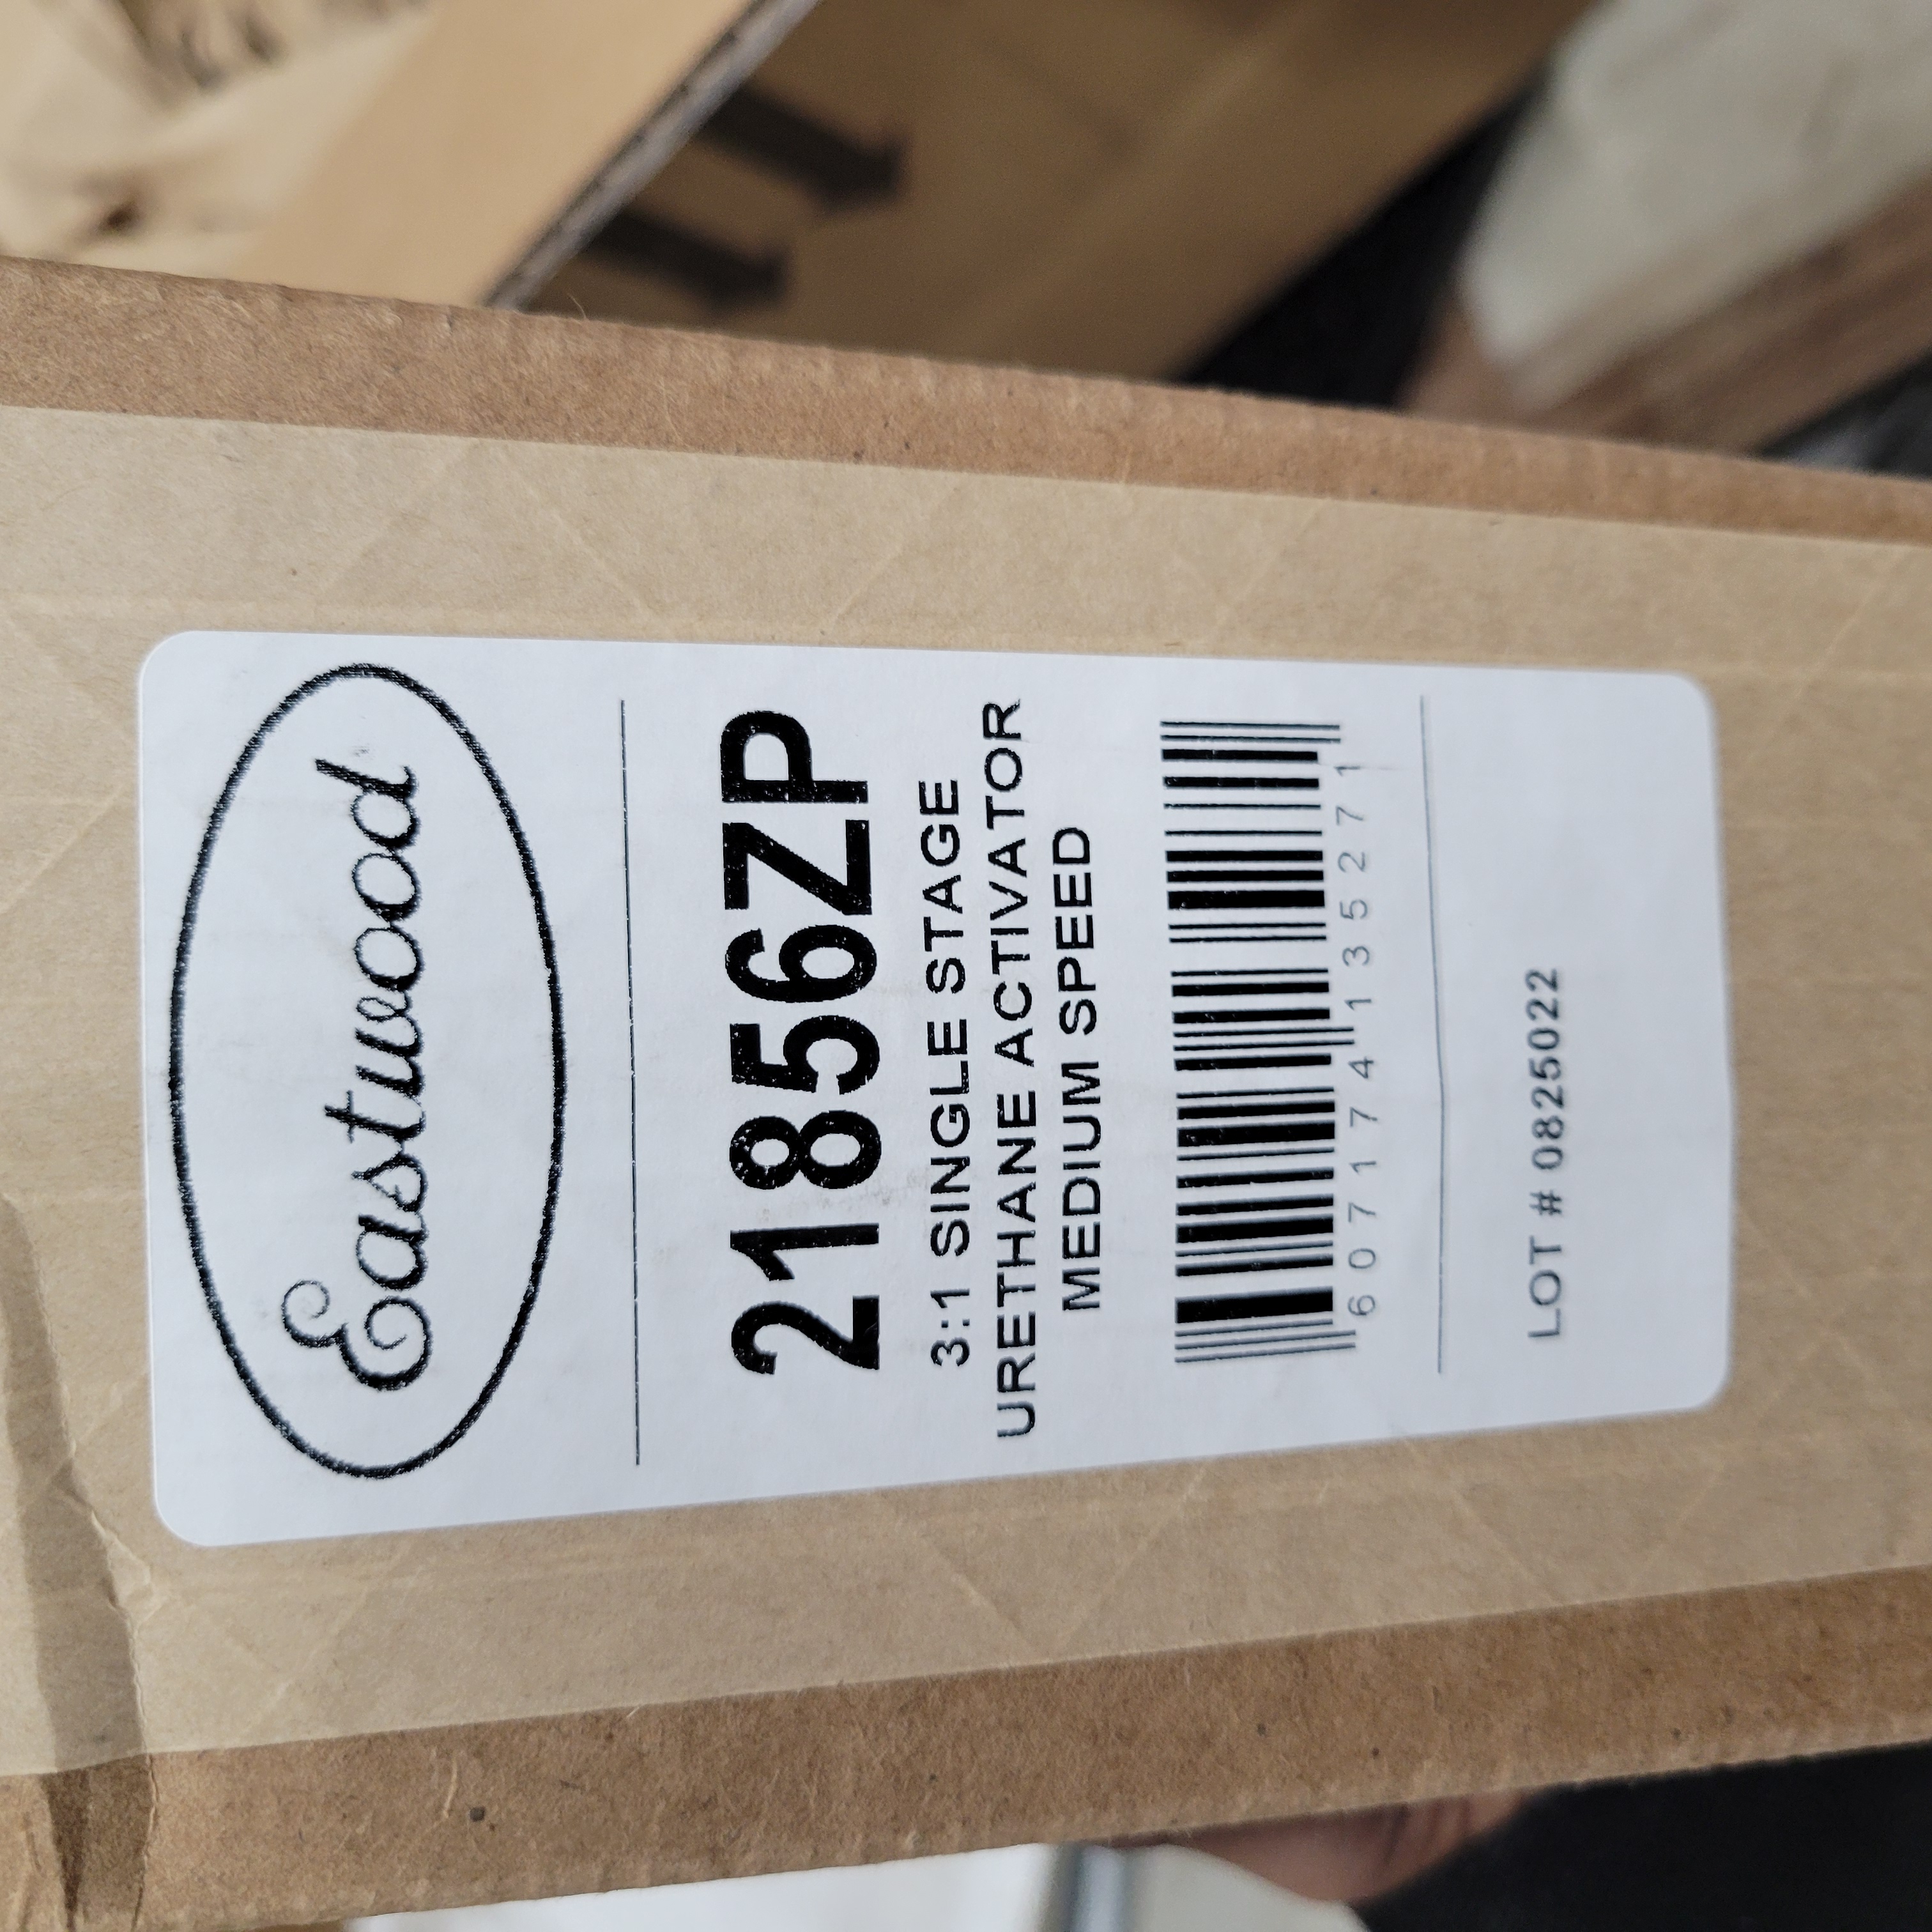 Eastwood
21856ZP
3:1 SINGLE STAGE
URETHANE ACTIVATOR
MEDIUM SPEED
6 07174 13527 1
LOT # 0825022